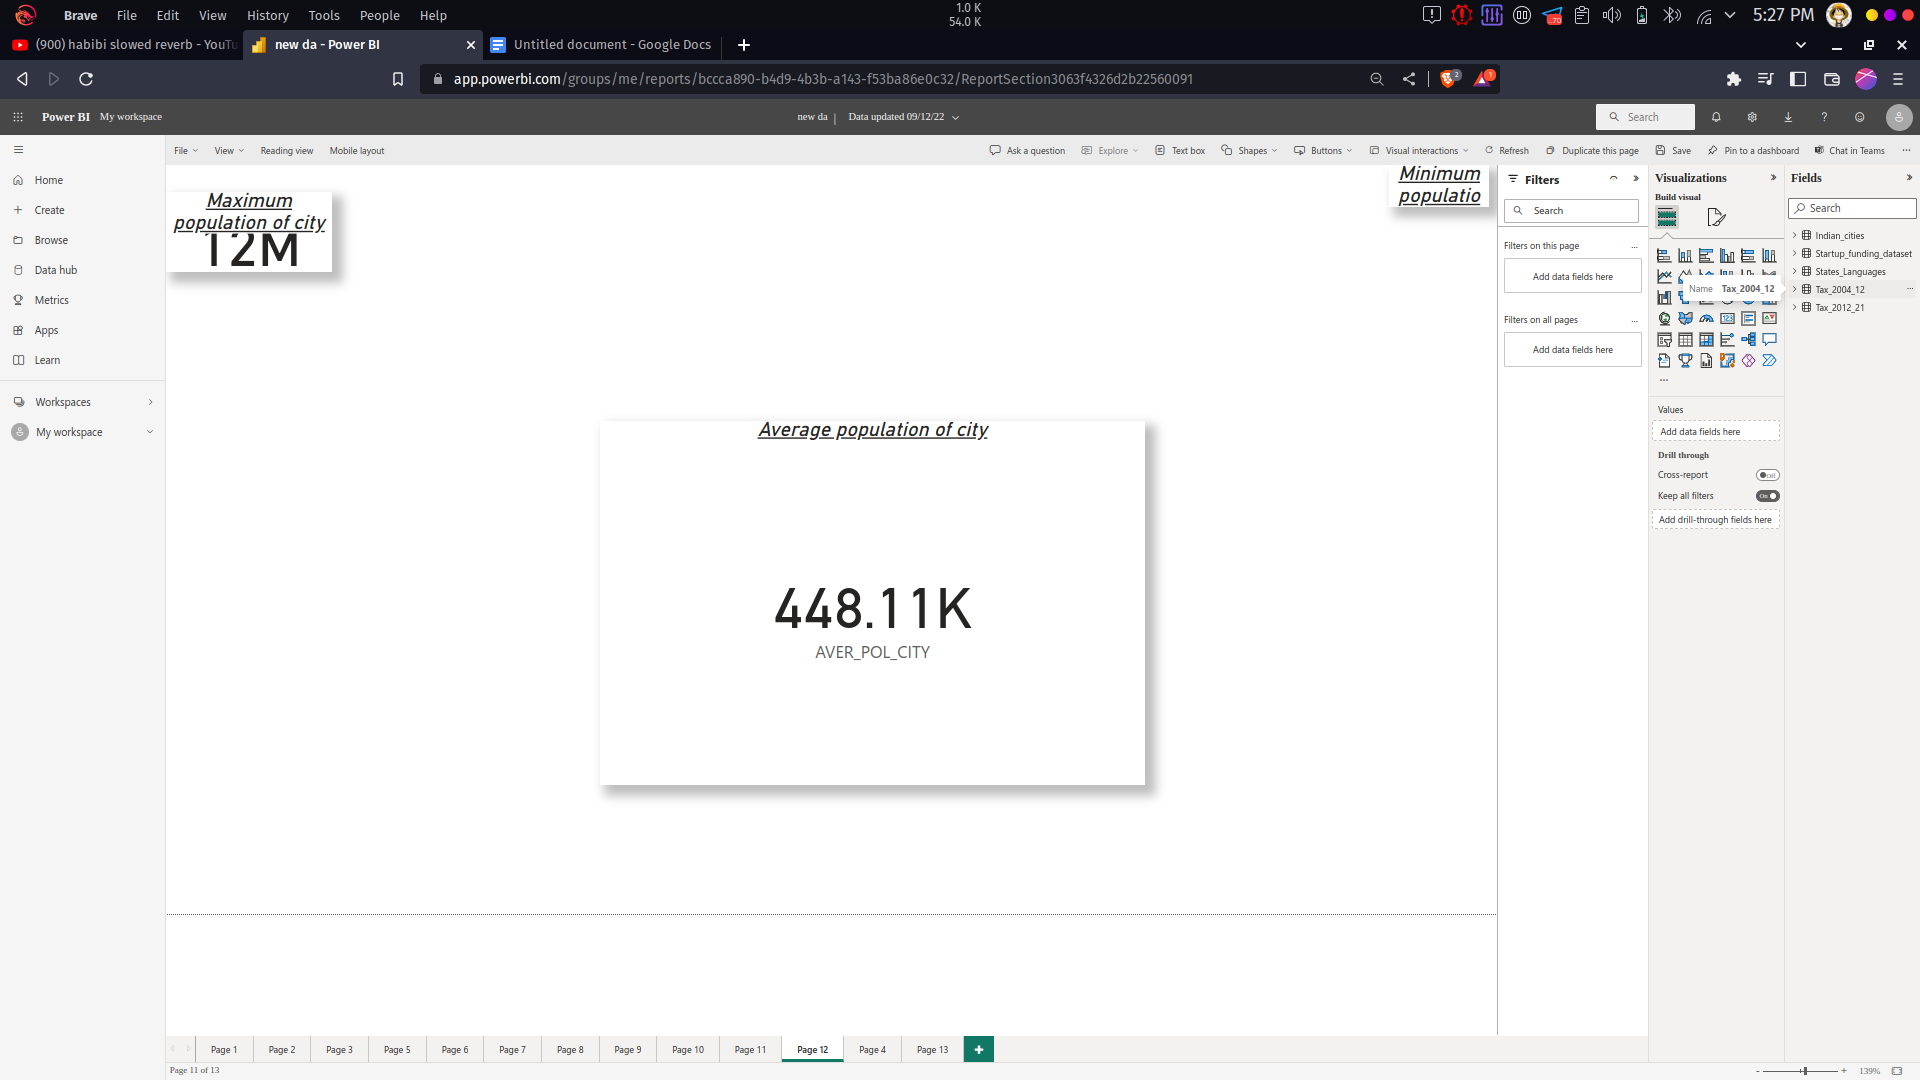 Brave File Edit View History Tools People Help
1.0 K
54.0 K
70
5:27 PM
(900) habibi slowed reverb - YouTu
new da - Power BI
Untitled document - Google Docs
app.powerbi.com/groups/me/reports/bccca890-b4d9-4b3b-a143-f53ba86e0c32/ReportSection3063f4326d2b22560091
2
1
Power BI My workspace
new da | Data updated 09/12/22
Search
File View Reading view Mobile layout
Ask a question Explore Text box Shapes Buttons Visual interactions Refresh Duplicate this page Save Pin to a dashboard Chat in Teams ...
Home
Create
Browse
Data hub
Metrics
Apps
Learn
Workspaces
My workspace
Maximum
population of city
12M
Minimum
populatio
Average population of city
448.11K
AVER_POL_CITY
Filters
Search
Filters on this page ...
Add data fields here
Filters on all pages ...
Add data fields here
Visualizations
Build visual
Name Tax_2004_12
123
...
Values
Add data fields here
Drill through
Cross-report Off
Keep all filters On
Add drill-through fields here
Fields
Search
Indian_cities
Startup_funding_dataset
States_Languages
Tax_2004_12 ...
Tax_2012_21
Page 1 Page 2 Page 3 Page 5 Page 6 Page 7 Page 8 Page 9 Page 10 Page 11 Page 12 Page 4 Page 13 +
Page 11 of 13
- + 139%